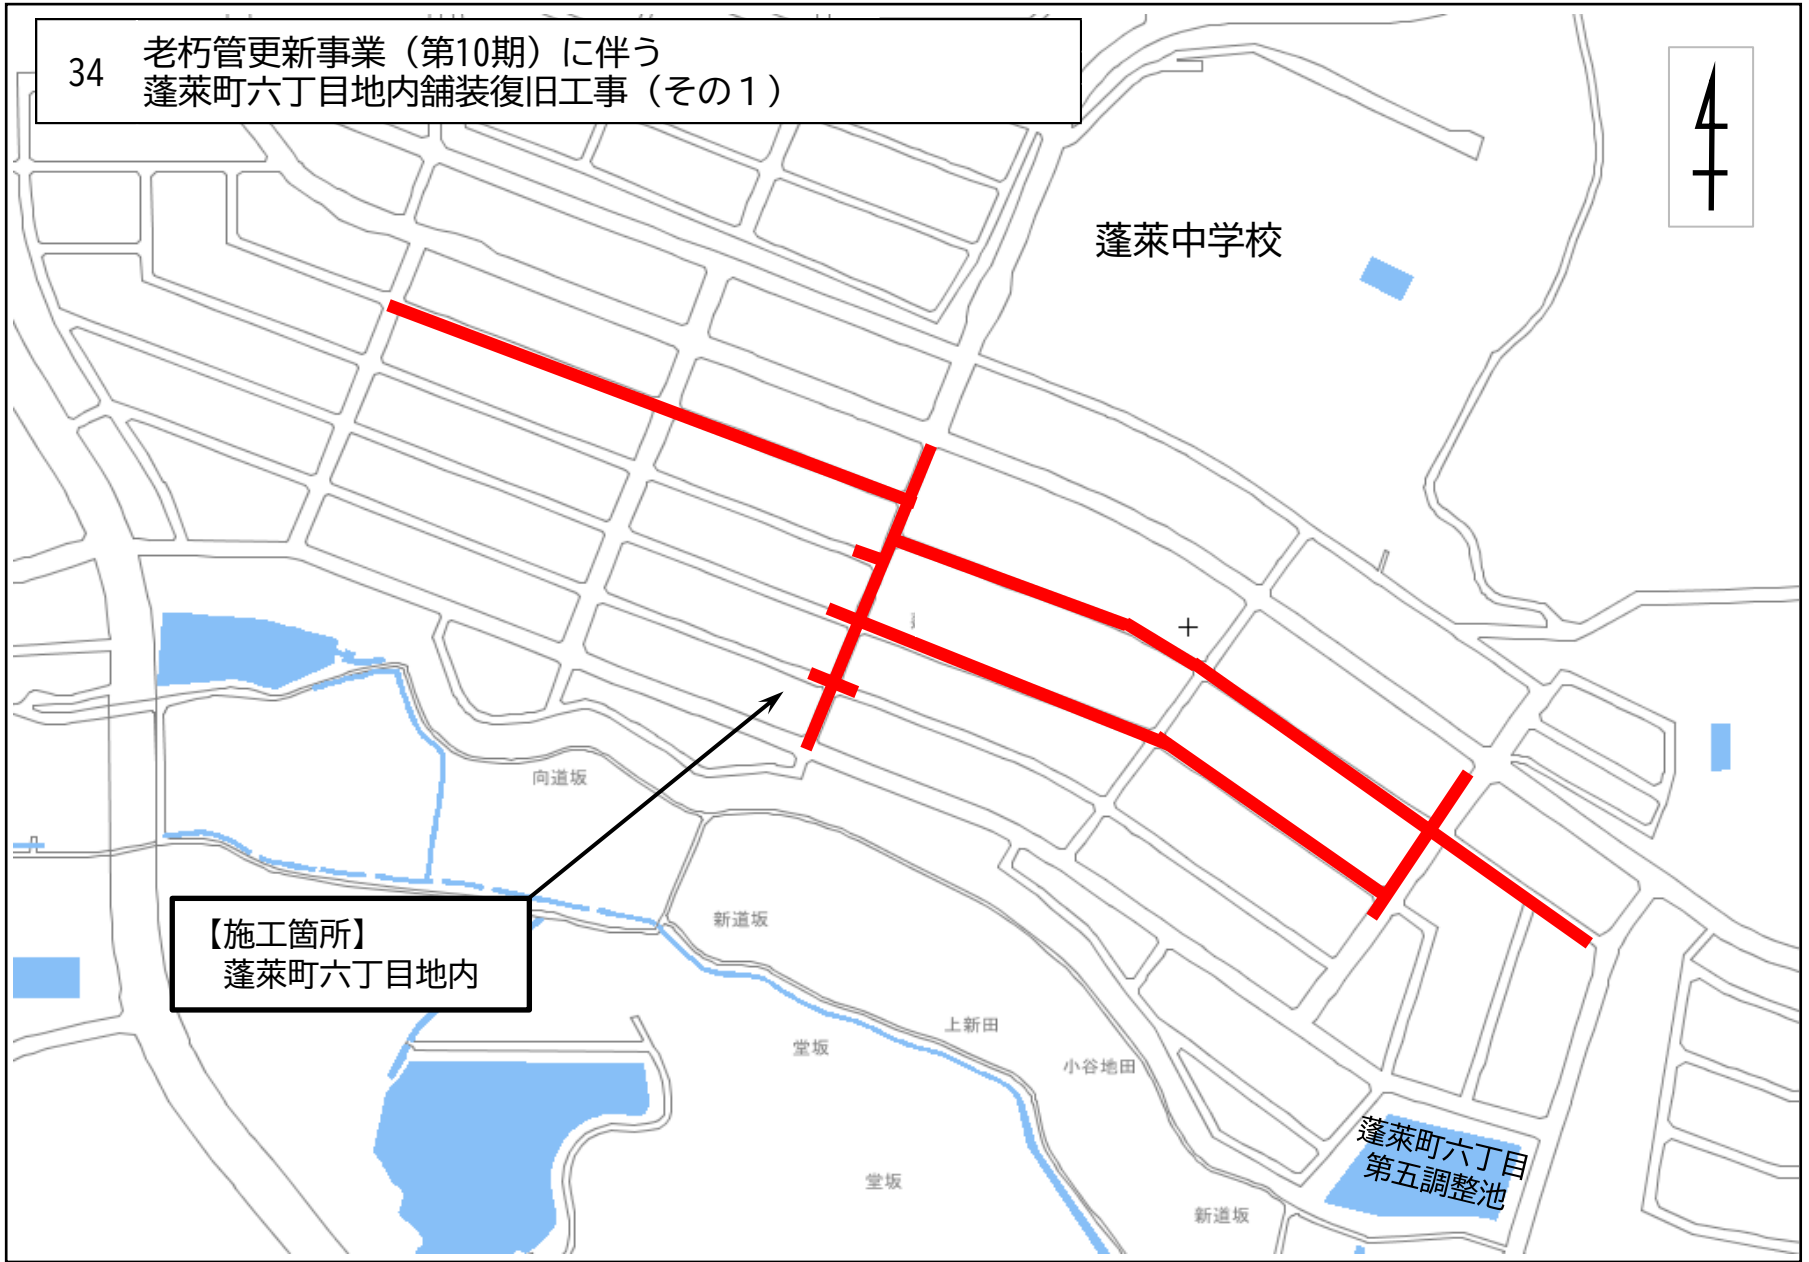 34
老朽管更新事業（第10期）に伴う
蓬萊町六丁目地内舗装復旧工事（その１）
蓬萊中学校
向道坂
新道坂
【施工箇所】
蓬萊町六丁目地内
上新田
堂坂
小谷地田
蓬萊町六丁目
第五調整池
堂坂
新道坂